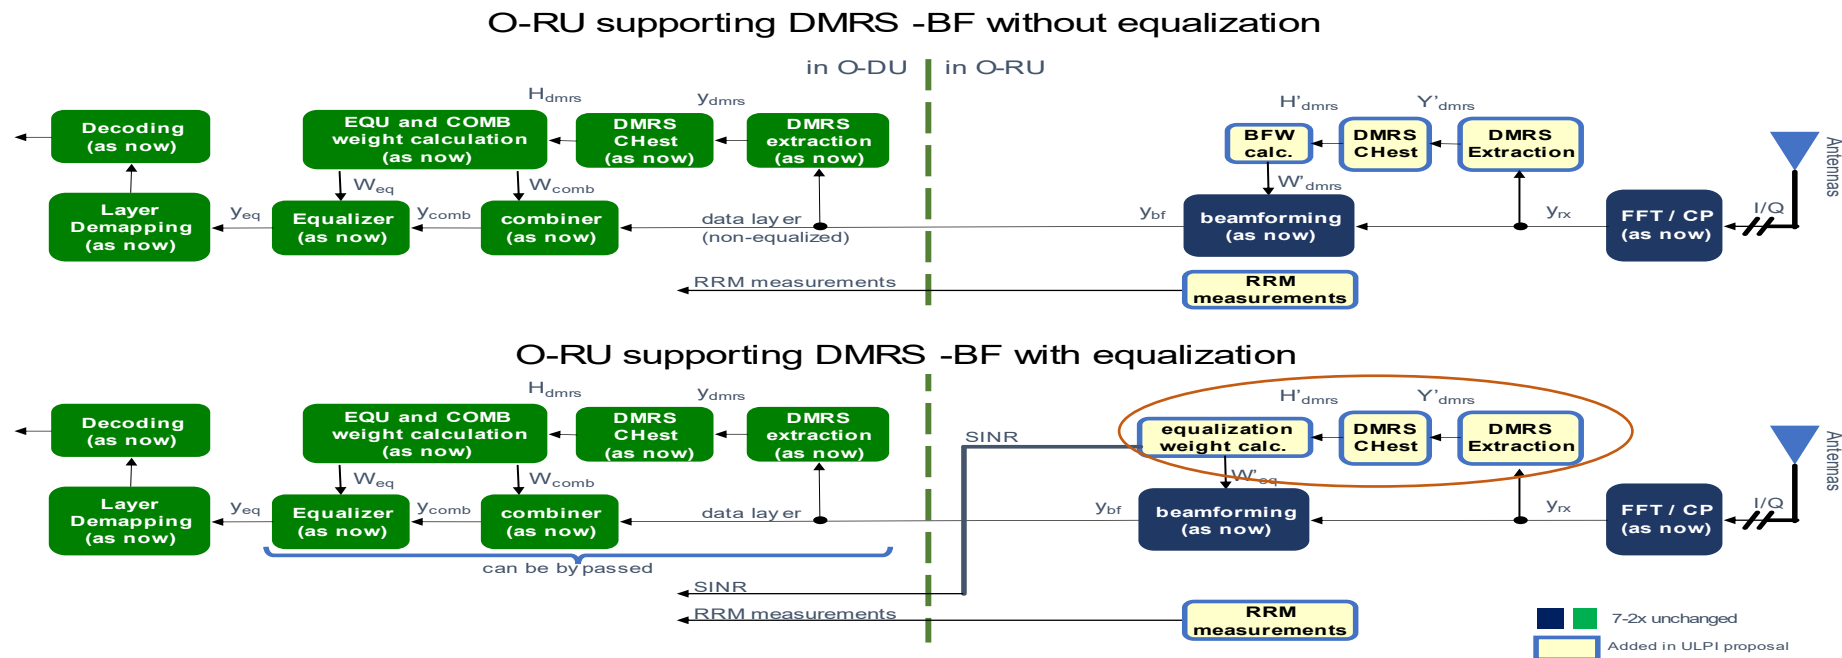 O-RU supporting DMRS -BF without equalization
in O-DU
in O-RU
Hdmrs
ydmrs
H'dmrs
Y'dmrs
Decoding
(as now)
EQU and COMB
weight calculation
(as now)
DMRS
CHest
(as now)
DMRS
extraction
(as now)
BFW
calc.
DMRS
CHest
DMRS
Extraction
Antennas
Weq
Wcomb
W'dmrs
Layer
Demapping
(as now)
yeq
Equalizer
(as now)
ycomb
combiner
(as now)
data layer
(non-equalized)
ybf
beamforming
(as now)
yrx
FFT / CP
(as now)
I/Q
RRM measurements
RRM
measurements
O-RU supporting DMRS -BF with equalization
Hdmrs
ydmrs
H'dmrs
Y'dmrs
Decoding
(as now)
EQU and COMB
weight calculation
(as now)
DMRS
CHest
(as now)
DMRS
extraction
(as now)
SINR
equalization
weight calc.
DMRS
CHest
DMRS
Extraction
Antennas
Weq
Wcomb
W'eq
Layer
Demapping
(as now)
yeq
Equalizer
(as now)
ycomb
combiner
(as now)
data layer
ybf
beamforming
(as now)
yrx
FFT / CP
(as now)
I/Q
can be bypassed
SINR
RRM measurements
RRM
measurements
7-2x unchanged
Added in ULPI proposal